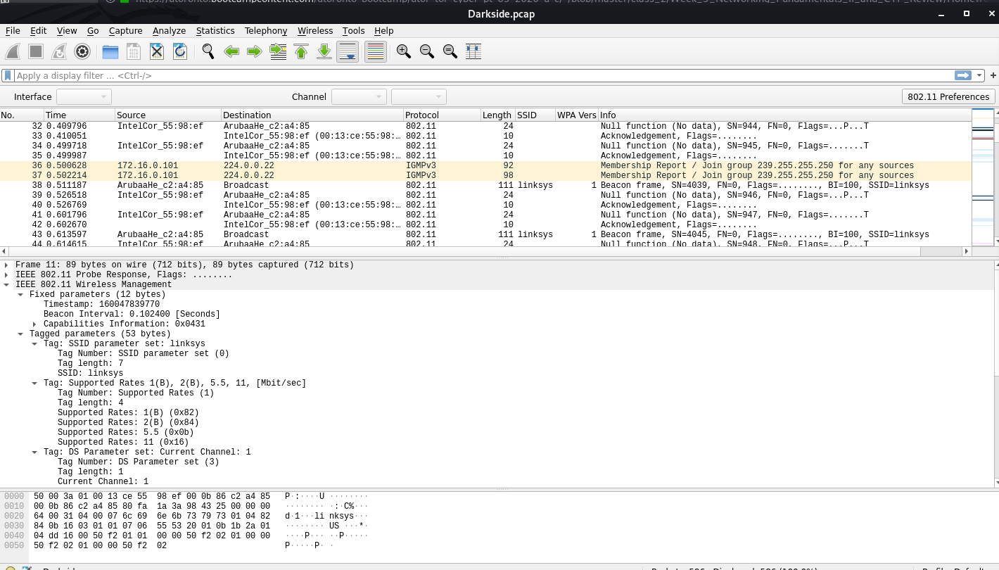 Darkside.pcap
File Edit View Go Capture Analyze Statistics Telephony Wireless Tools Help
Apply a display filter … <Ctrl-/>
Interface Channel 802.11 Preferences
No. Time Source Destination Protocol Length SSID WPA Vers Info
32 0.409796 IntelCor_55:98:ef ArubaaHe_c2:a4:85 802.11 24 Null function (No data), SN=944, FN=0, Flags=...P...T
33 0.410051 IntelCor_55:98:ef (00:13:ce:55:98:… 802.11 10 Acknowledgement, Flags=........
34 0.499718 IntelCor_55:98:ef ArubaaHe_c2:a4:85 802.11 24 Null function (No data), SN=945, FN=0, Flags=...P...T
35 0.499987 IntelCor_55:98:ef (00:13:ce:55:98:… 802.11 10 Acknowledgement, Flags=........
36 0.500628 172.16.0.101 224.0.0.22 IGMPv3 92 Membership Report / Join group 239.255.255.250 for any sources
37 0.502214 172.16.0.101 224.0.0.22 IGMPv3 98 Membership Report / Join group 239.255.255.250 for any sources
38 0.511187 ArubaaHe_c2:a4:85 Broadcast 802.11 111 linksys 1 Beacon frame, SN=4039, FN=0, Flags=........, BI=100, SSID=linksys
39 0.526518 IntelCor_55:98:ef ArubaaHe_c2:a4:85 802.11 24 Null function (No data), SN=946, FN=0, Flags=.......T
40 0.526769 IntelCor_55:98:ef (00:13:ce:55:98:… 802.11 10 Acknowledgement, Flags=........
41 0.601796 IntelCor_55:98:ef ArubaaHe_c2:a4:85 802.11 24 Null function (No data), SN=947, FN=0, Flags=.......T
42 0.602670 IntelCor_55:98:ef (00:13:ce:55:98:… 802.11 10 Acknowledgement, Flags=........
43 0.613597 ArubaaHe_c2:a4:85 Broadcast 802.11 111 linksys 1 Beacon frame, SN=4045, FN=0, Flags=........, BI=100, SSID=linksys
44 0.614615 IntelCor_55:98:ef ArubaaHe_c2:a4:85 802.11 24 Null function (No data), SN=948, FN=0, Flags=...P...T
Frame 11: 89 bytes on wire (712 bits), 89 bytes captured (712 bits)
IEEE 802.11 Probe Response, Flags: ........
IEEE 802.11 Wireless Management
Fixed parameters (12 bytes)
Timestamp: 160047839770
Beacon Interval: 0.102400 [Seconds]
Capabilities Information: 0x0431
Tagged parameters (53 bytes)
Tag: SSID parameter set: linksys
Tag Number: SSID parameter set (0)
Tag length: 7
SSID: linksys
Tag: Supported Rates 1(B), 2(B), 5.5, 11, [Mbit/sec]
Tag Number: Supported Rates (1)
Tag length: 4
Supported Rates: 1(B) (0x82)
Supported Rates: 2(B) (0x84)
Supported Rates: 5.5 (0x0b)
Supported Rates: 11 (0x16)
Tag: DS Parameter set: Current Channel: 1
Tag Number: DS Parameter set (3)
Tag length: 1
Current Channel: 1
0000 50 00 3a 01 00 13 ce 55 98 ef 00 0b 86 c2 a4 85 P·:····U ········
0010 00 0b 86 c2 a4 85 80 fa 1a 3a 98 43 25 00 00 00 ········ ·:·C%···
0020 64 00 31 04 00 07 6c 69 6e 6b 73 79 73 01 04 82 d·1···li nksys···
0030 84 0b 16 03 01 01 07 06 55 53 20 01 0b 1b 2a 01 ········ US ···*·
0040 04 dd 16 00 50 f2 01 01 00 00 50 f2 02 01 00 00 ····P··· ··P·····
0050 50 f2 02 01 00 00 50 f2 02 P·····P· ·